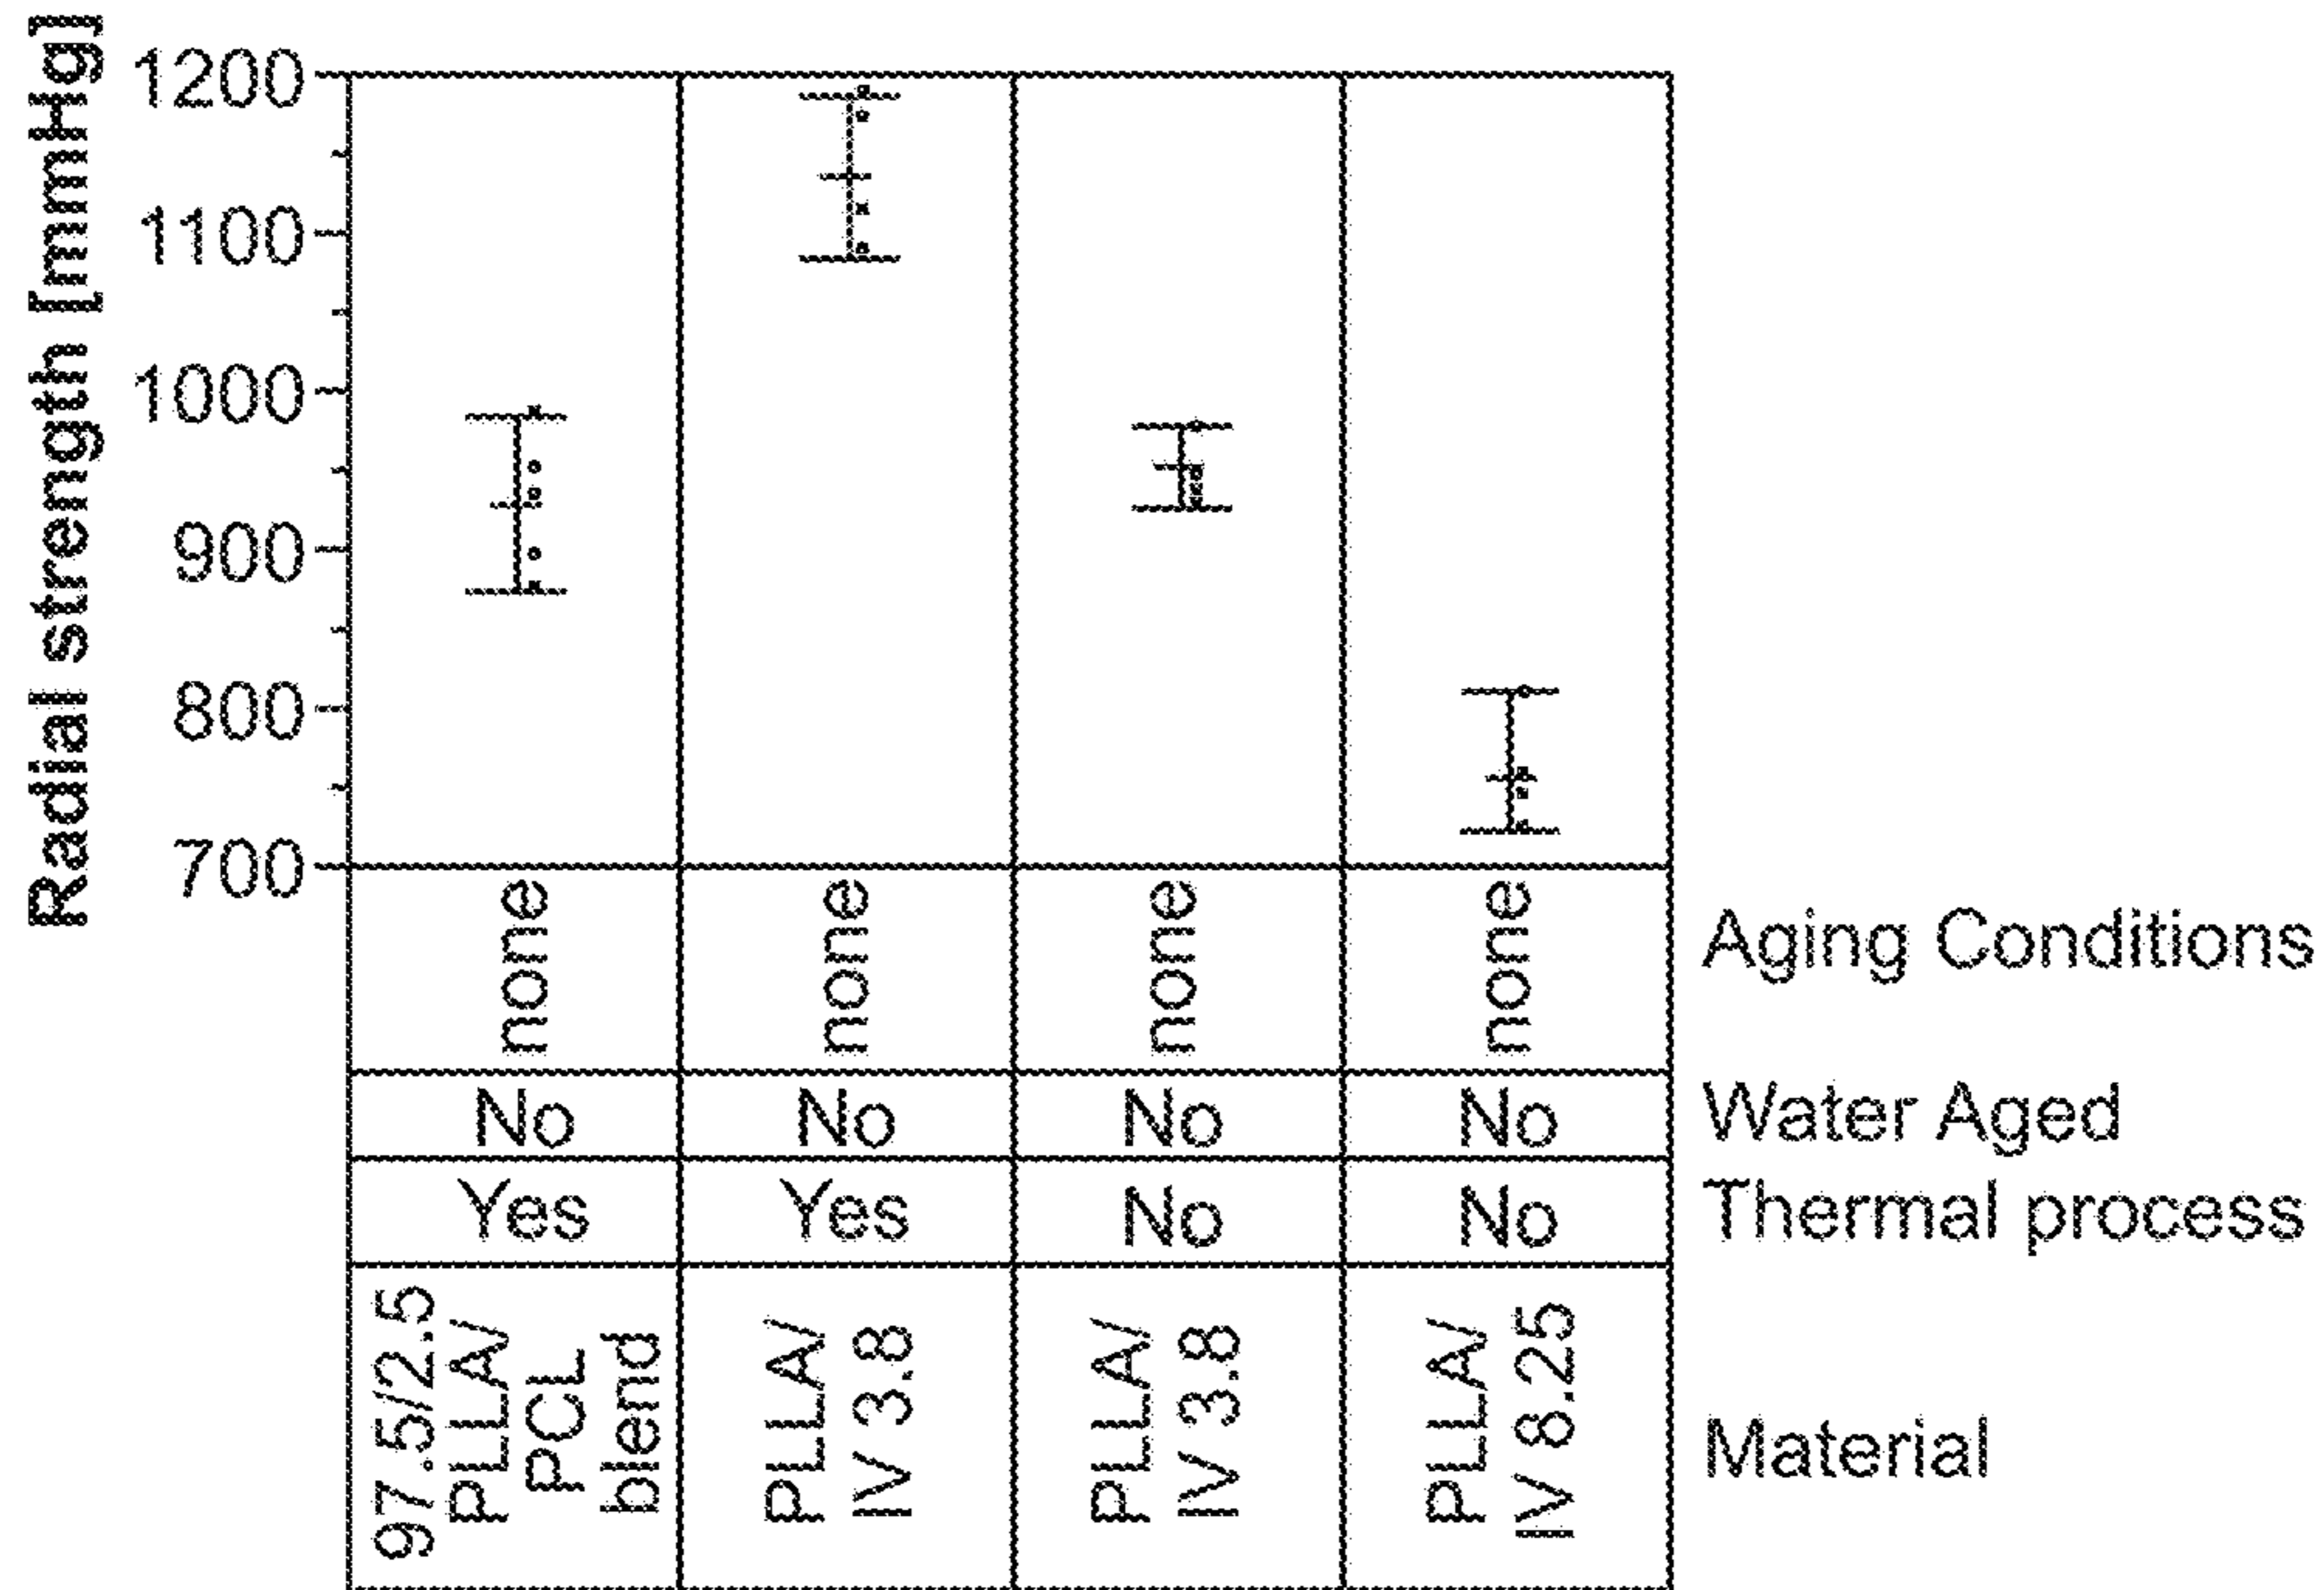 Radial strength [mmHg]
1200
1100
1000
900
800
700
none none none none Aging Conditions
No No No No Water Aged
Yes Yes No No Thermal process
97.5/2.5
PLLA/
PCL
blend
PLLA/
IV 3.8
PLLA/
IV 3.8
PLLA/
IV 8.25
Material